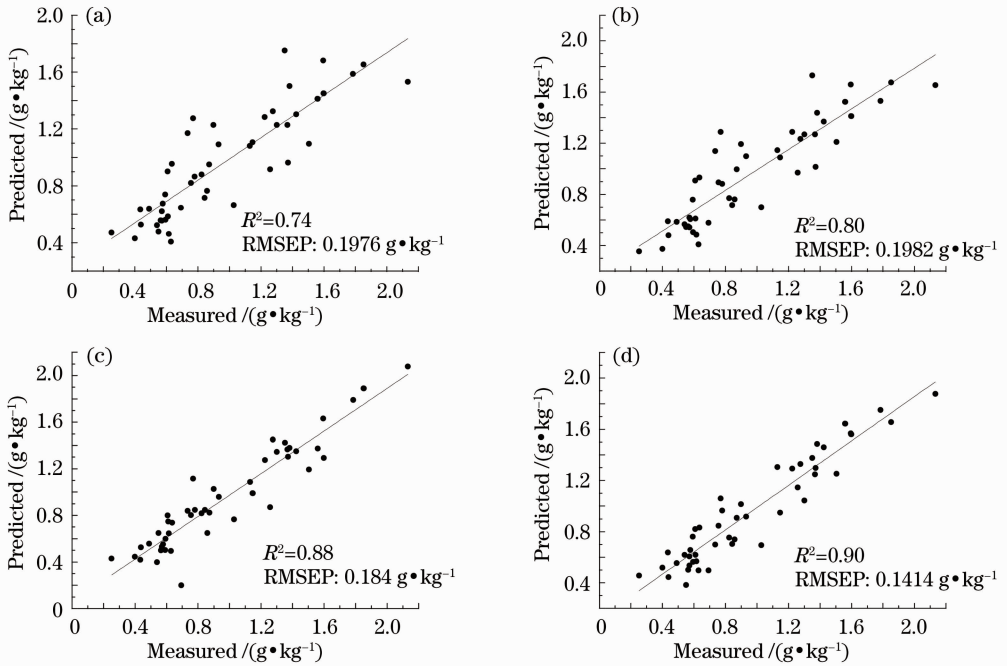 (a)
2.0
1.6
1.2
0.8
0.4
Predicted /(g•kg⁻¹)
R²=0.74
RMSEP: 0.1976 g•kg⁻¹
0 0.4 0.8 1.2 1.6 2.0
Measured /(g•kg⁻¹)
(b)
2.0
1.6
1.2
0.8
0.4
Predicted /(g•kg⁻¹)
R²=0.80
RMSEP: 0.1982 g•kg⁻¹
0 0.4 0.8 1.2 1.6 2.0
Measured /(g•kg⁻¹)
(c)
2.0
1.6
1.2
0.8
0.4
0
Predicted /(g•kg⁻¹)
R²=0.88
RMSEP: 0.184 g•kg⁻¹
0 0.4 0.8 1.2 1.6 2.0
Measured /(g•kg⁻¹)
(d)
2.0
1.6
1.2
0.8
0.4
Predicted /(g•kg⁻¹)
R²=0.90
RMSEP: 0.1414 g•kg⁻¹
0 0.4 0.8 1.2 1.6 2.0
Measured /(g•kg⁻¹)